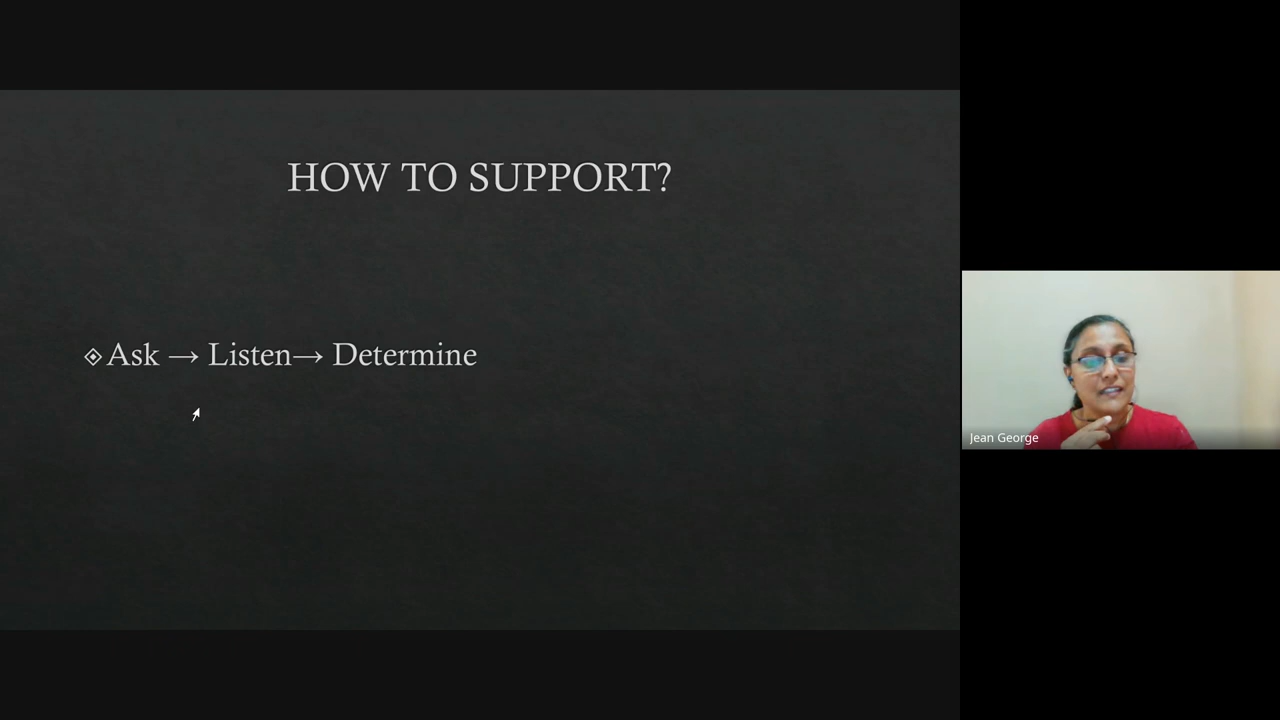 HOW TO SUPPORT?
Ask → Listen→ Determine
Jean George